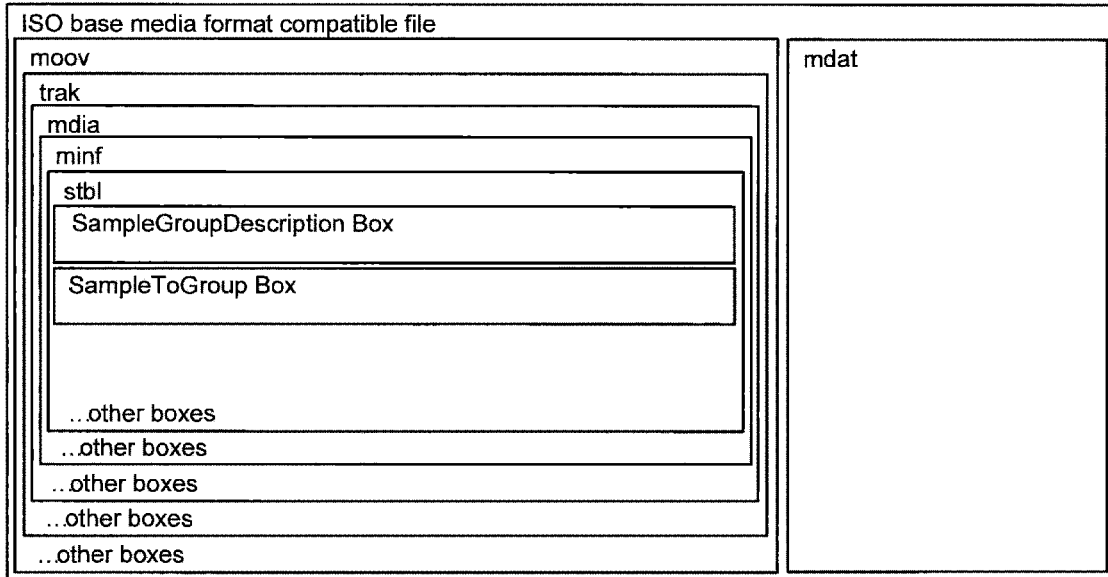 ISO base media format compatible file
moov
mdat
trak
mdia
minf
stbl
SampleGroupDescription Box
SampleToGroup Box
...other boxes
...other boxes
...other boxes
...other boxes
...other boxes